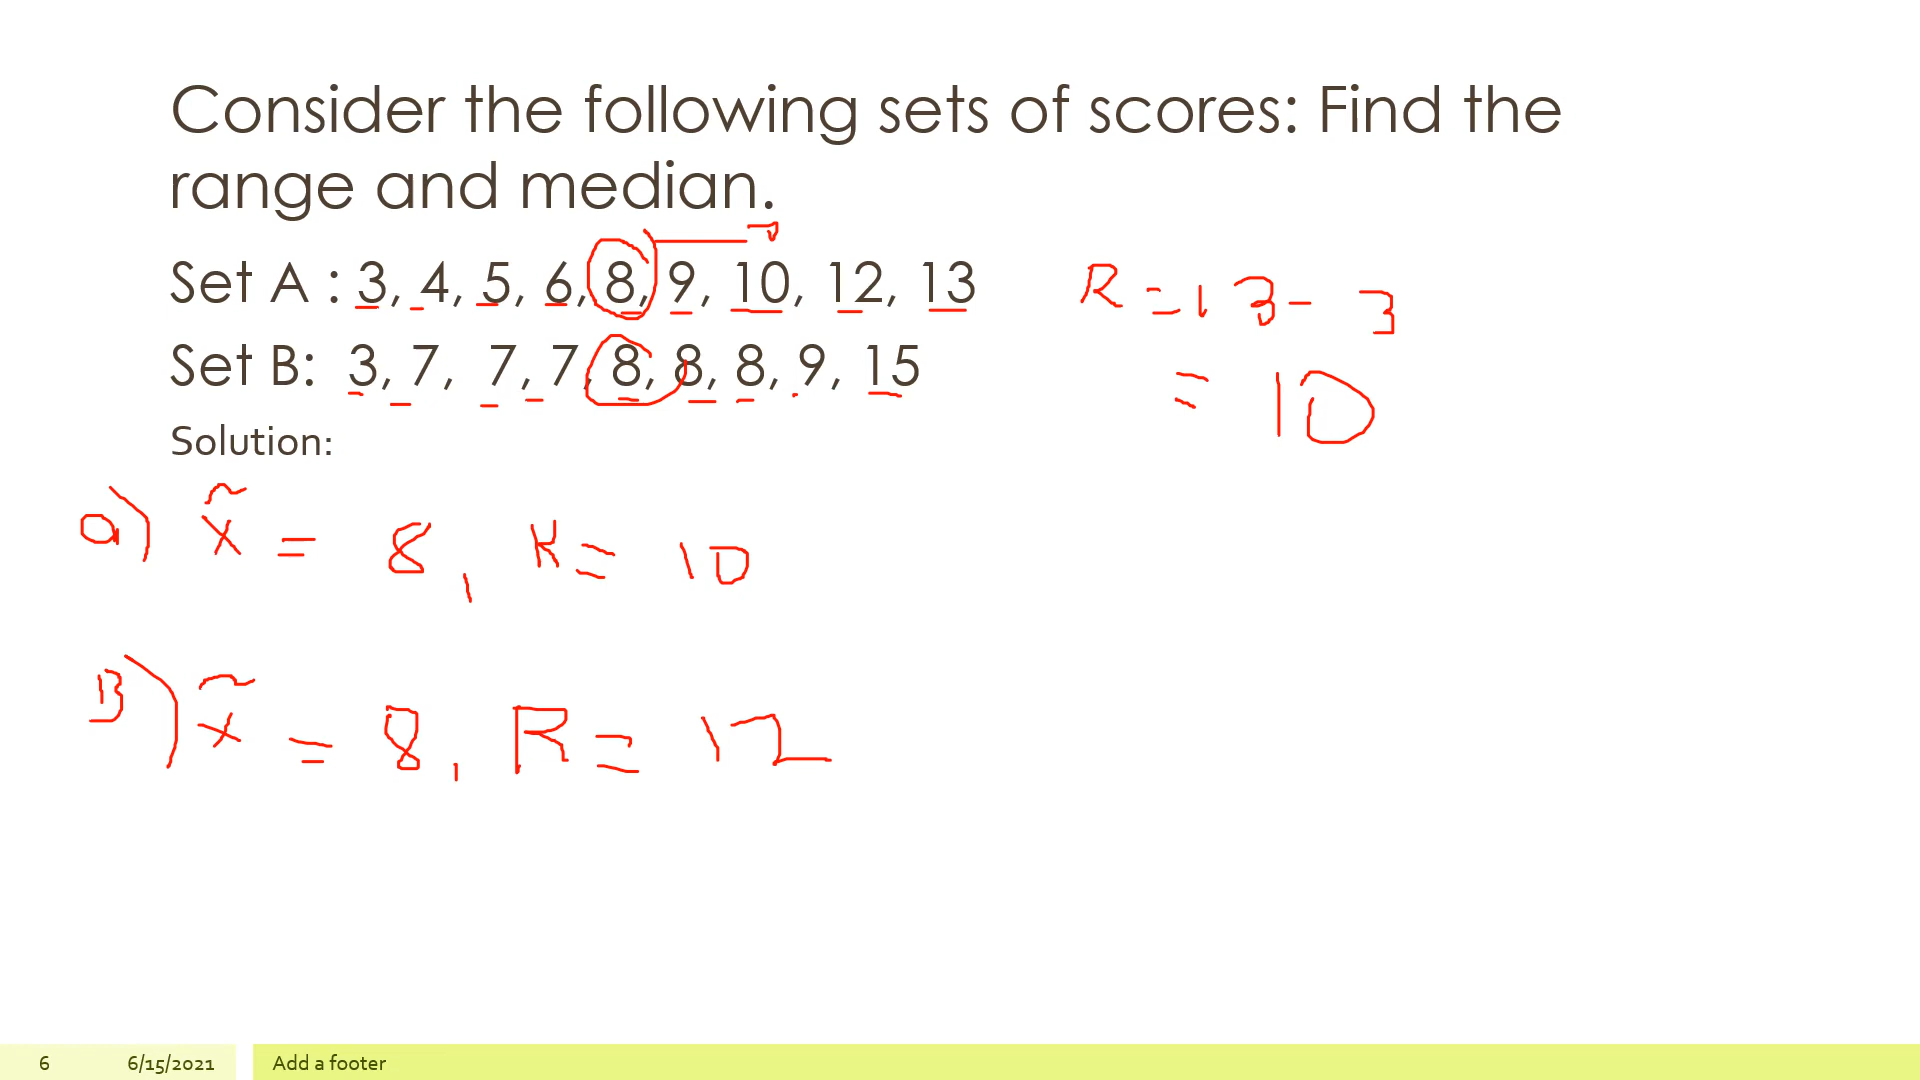 Consider the following sets of scores: Find the
range and median.
Set A : 3, 4, 5, 6, 8, 9, 10, 12, 13
R = 13 - 3
Set B: 3, 7, 7, 7, 8, 8, 8, 9, 15
= 10
Solution:
a) x̃ = 8, R = 10
B) x̃ = 8, R = 12
6 6/15/2021 Add a footer